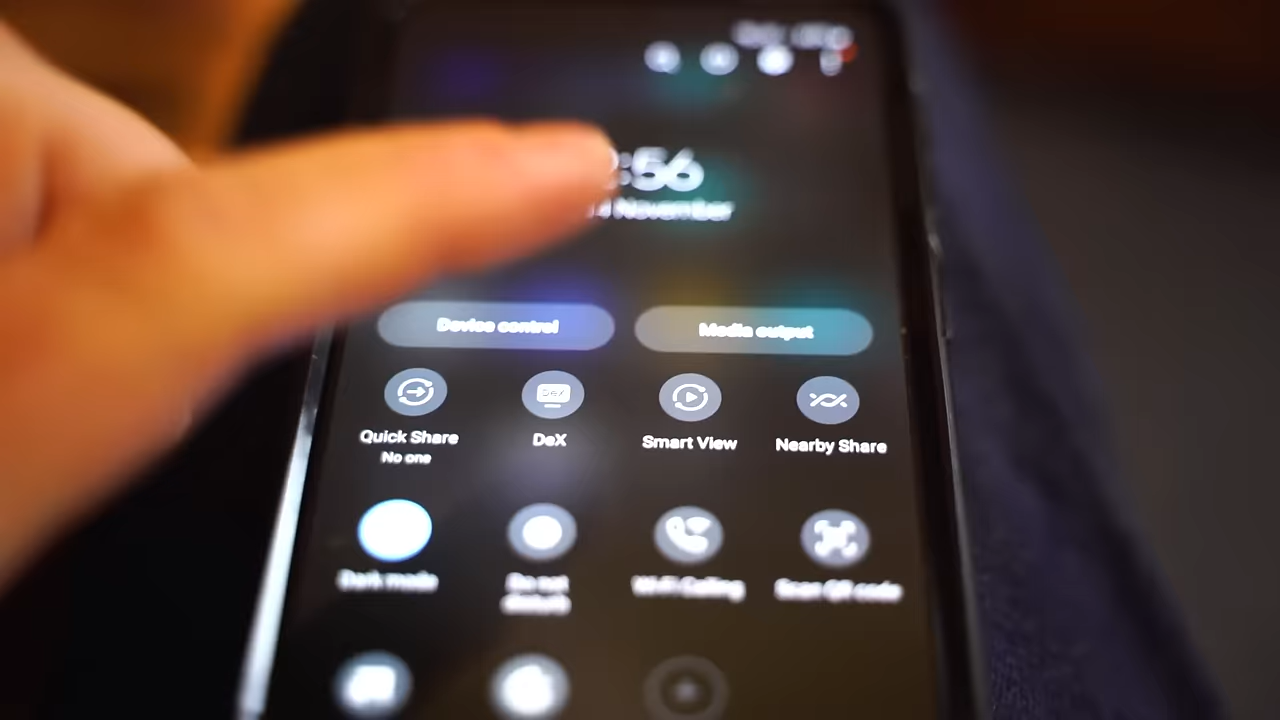 :56
November
Device control Media output
DeX
Quick Share DeX Smart View Nearby Share
No one
Dark mode Do not Wi-Fi Calling Scan QR code
disturb